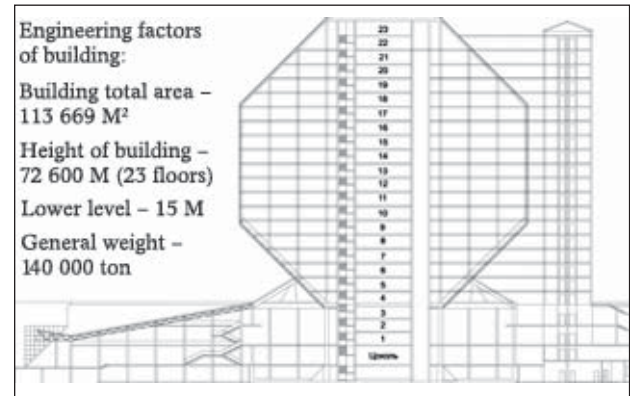 Engineering factors
of building:
Building total area –
113 669 M²
Height of building –
72 600 M (23 floors)
Lower level – 15 M
General weight –
140 000 ton
23
22
21
20
19
18
17
16
15
14
13
12
11
10
9
8
7
6
5
4
3
2
1
Цоколь